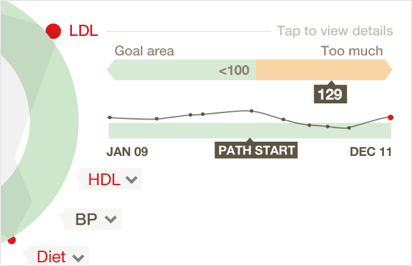 LDL
Tap to view details
Goal area Too much
<100
129
JAN 09 PATH START DEC 11
HDL
BP
Diet